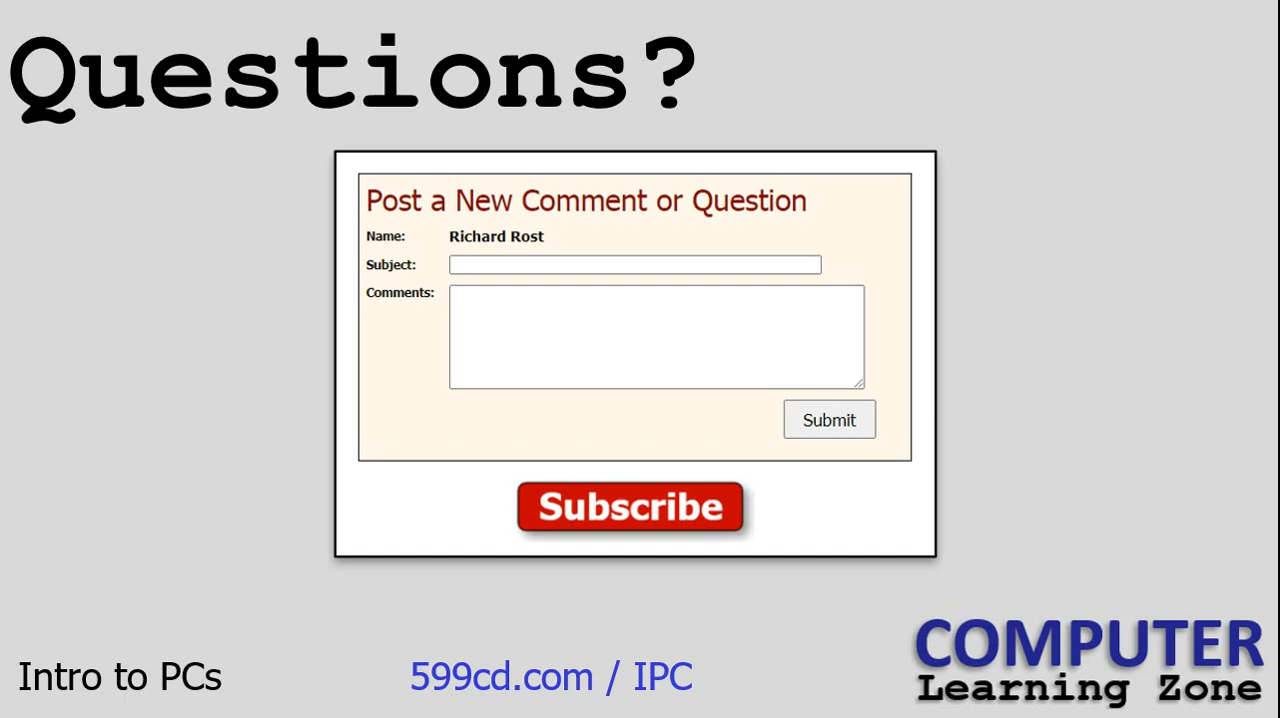 Questions?
Post a New Comment or Question
Name: Richard Rost
Subject:
Comments:
Submit
Subscribe
Intro to PCs
599cd.com / IPC
COMPUTER
Learning Zone